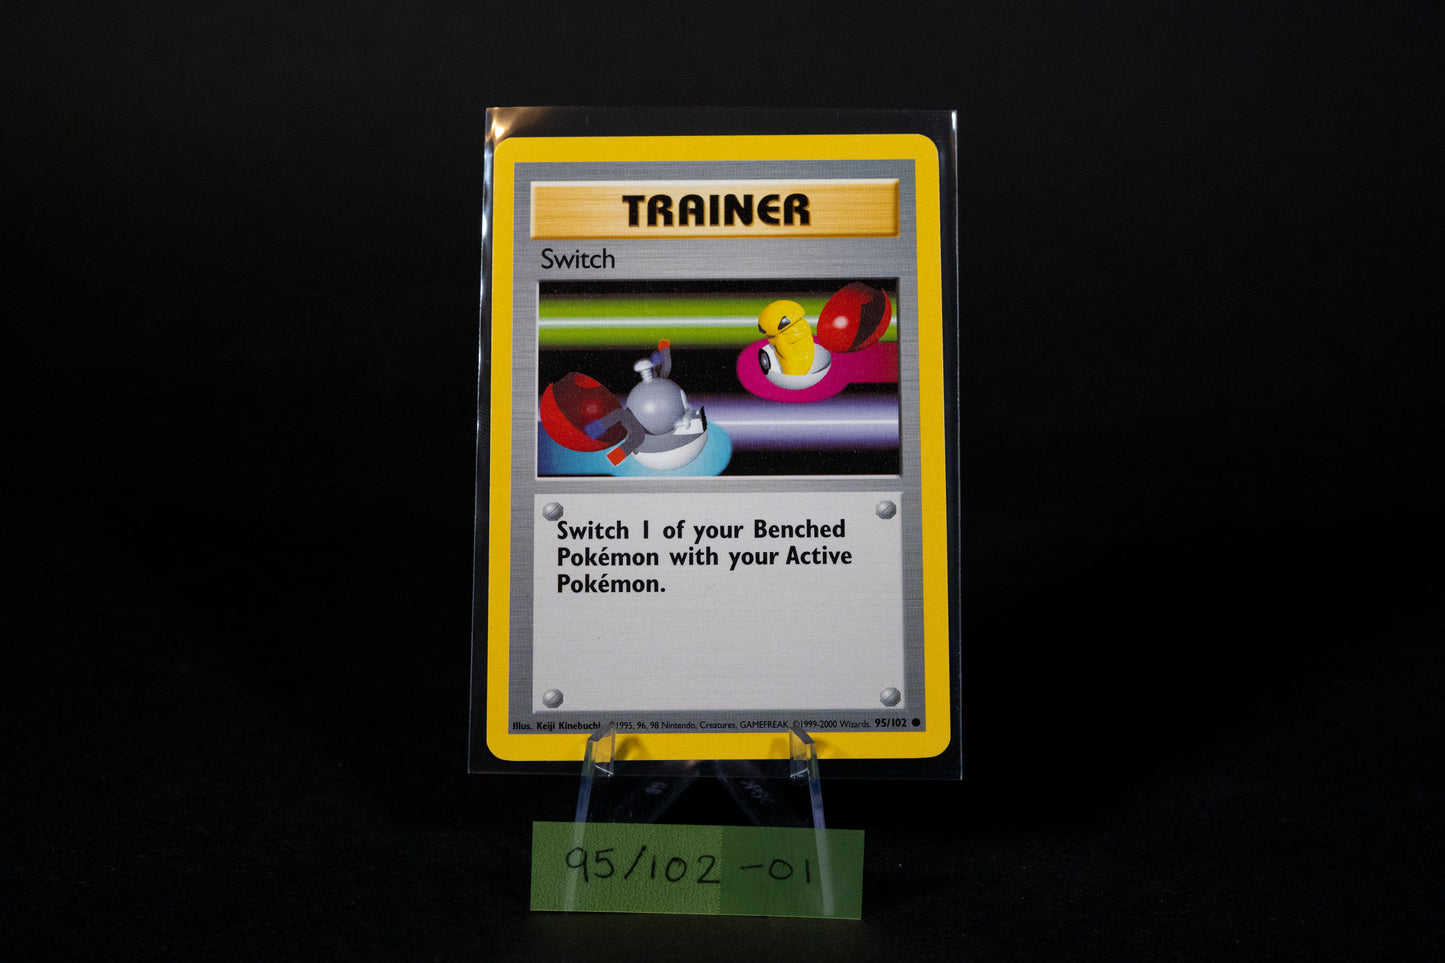 TRAINER
Switch
Switch 1 of your Benched
Pokémon with your Active
Pokémon.
Illus. Keiji Kinebuchi ©1995, 96, 98 Nintendo, Creatures, GAMEFREAK. ©1999-2000 Wizards. 95/102 ●
95/102-01